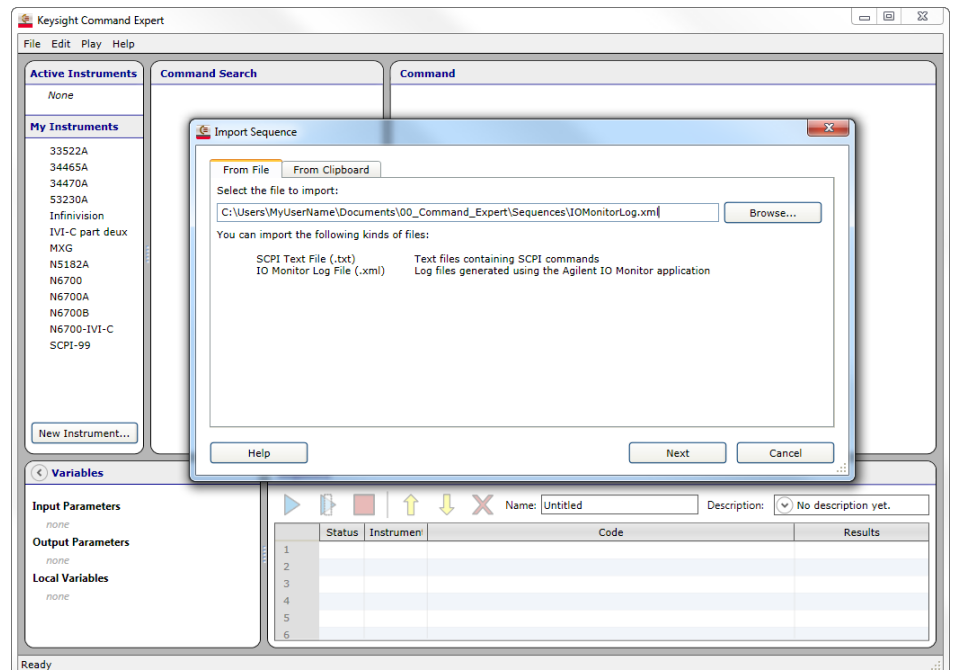 Keysight Command Expert
File Edit Play Help
Active Instruments
None
My Instruments
33522A
34465A
34470A
53230A
Infinivision
IVI-C part deux
MXG
N5182A
N6700
N6700A
N6700B
N6700-IVI-C
SCPI-99
New Instrument...
Command Search
Command
Import Sequence
From File
From Clipboard
Select the file to import:
C:\Users\MyUserName\Documents\00_Command_Expert\Sequences\IOMonitorLog.xml
Browse...
You can import the following kinds of files:
SCPI Text File (.txt) Text files containing SCPI commands
IO Monitor Log File (.xml) Log files generated using the Agilent IO Monitor application
Help
Next
Cancel
Variables
Input Parameters
none
Output Parameters
none
Local Variables
none
Name: Untitled
Description: No description yet.
Status Instrument Code Results
1
2
3
4
5
6
Ready